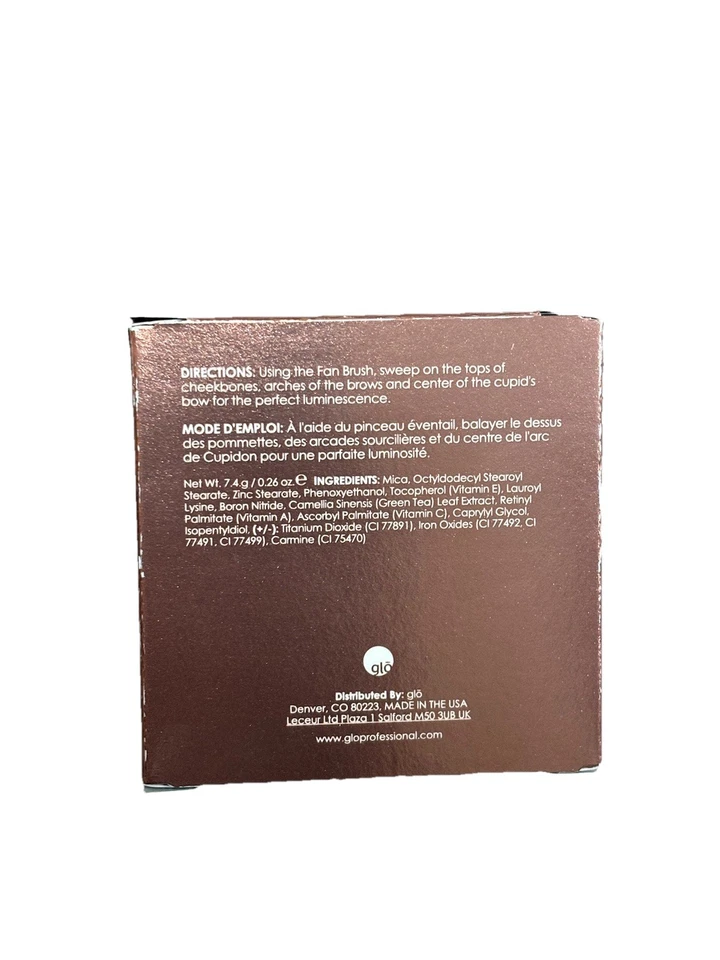 DIRECTIONS: Using the Fan Brush, sweep on the tops of
cheekbones, arches of the brows and center of the cupid's
bow for the perfect luminescence.
MODE D'EMPLOI: À l'aide du pinceau éventail, balayer le dessus
des pommettes, des arcades sourcilières et du centre de l'arc
de Cupidon pour une parfaite luminosité.
Net Wt. 7.4 g / 0.26 oz.℮ INGREDIENTS: Mica, Octyldodecyl Stearoyl
Stearate, Zinc Stearate, Phenoxyethanol, Tocopherol (Vitamin E), Lauroyl
Lysine, Boron Nitride, Camellia Sinensis (Green Tea) Leaf Extract, Retinyl
Palmitate (Vitamin A), Ascorbyl Palmitate (Vitamin C), Caprylyl Glycol,
Isopentyldiol, (+/-): Titanium Dioxide (CI 77891), Iron Oxides (CI 77492, CI
77491, CI 77499), Carmine (CI 75470)
glō
Distributed By: glō
Denver, CO 80223, MADE IN THE USA
Leceur Ltd Plaza 1 Salford M50 3UB UK
www.gloprofessional.com